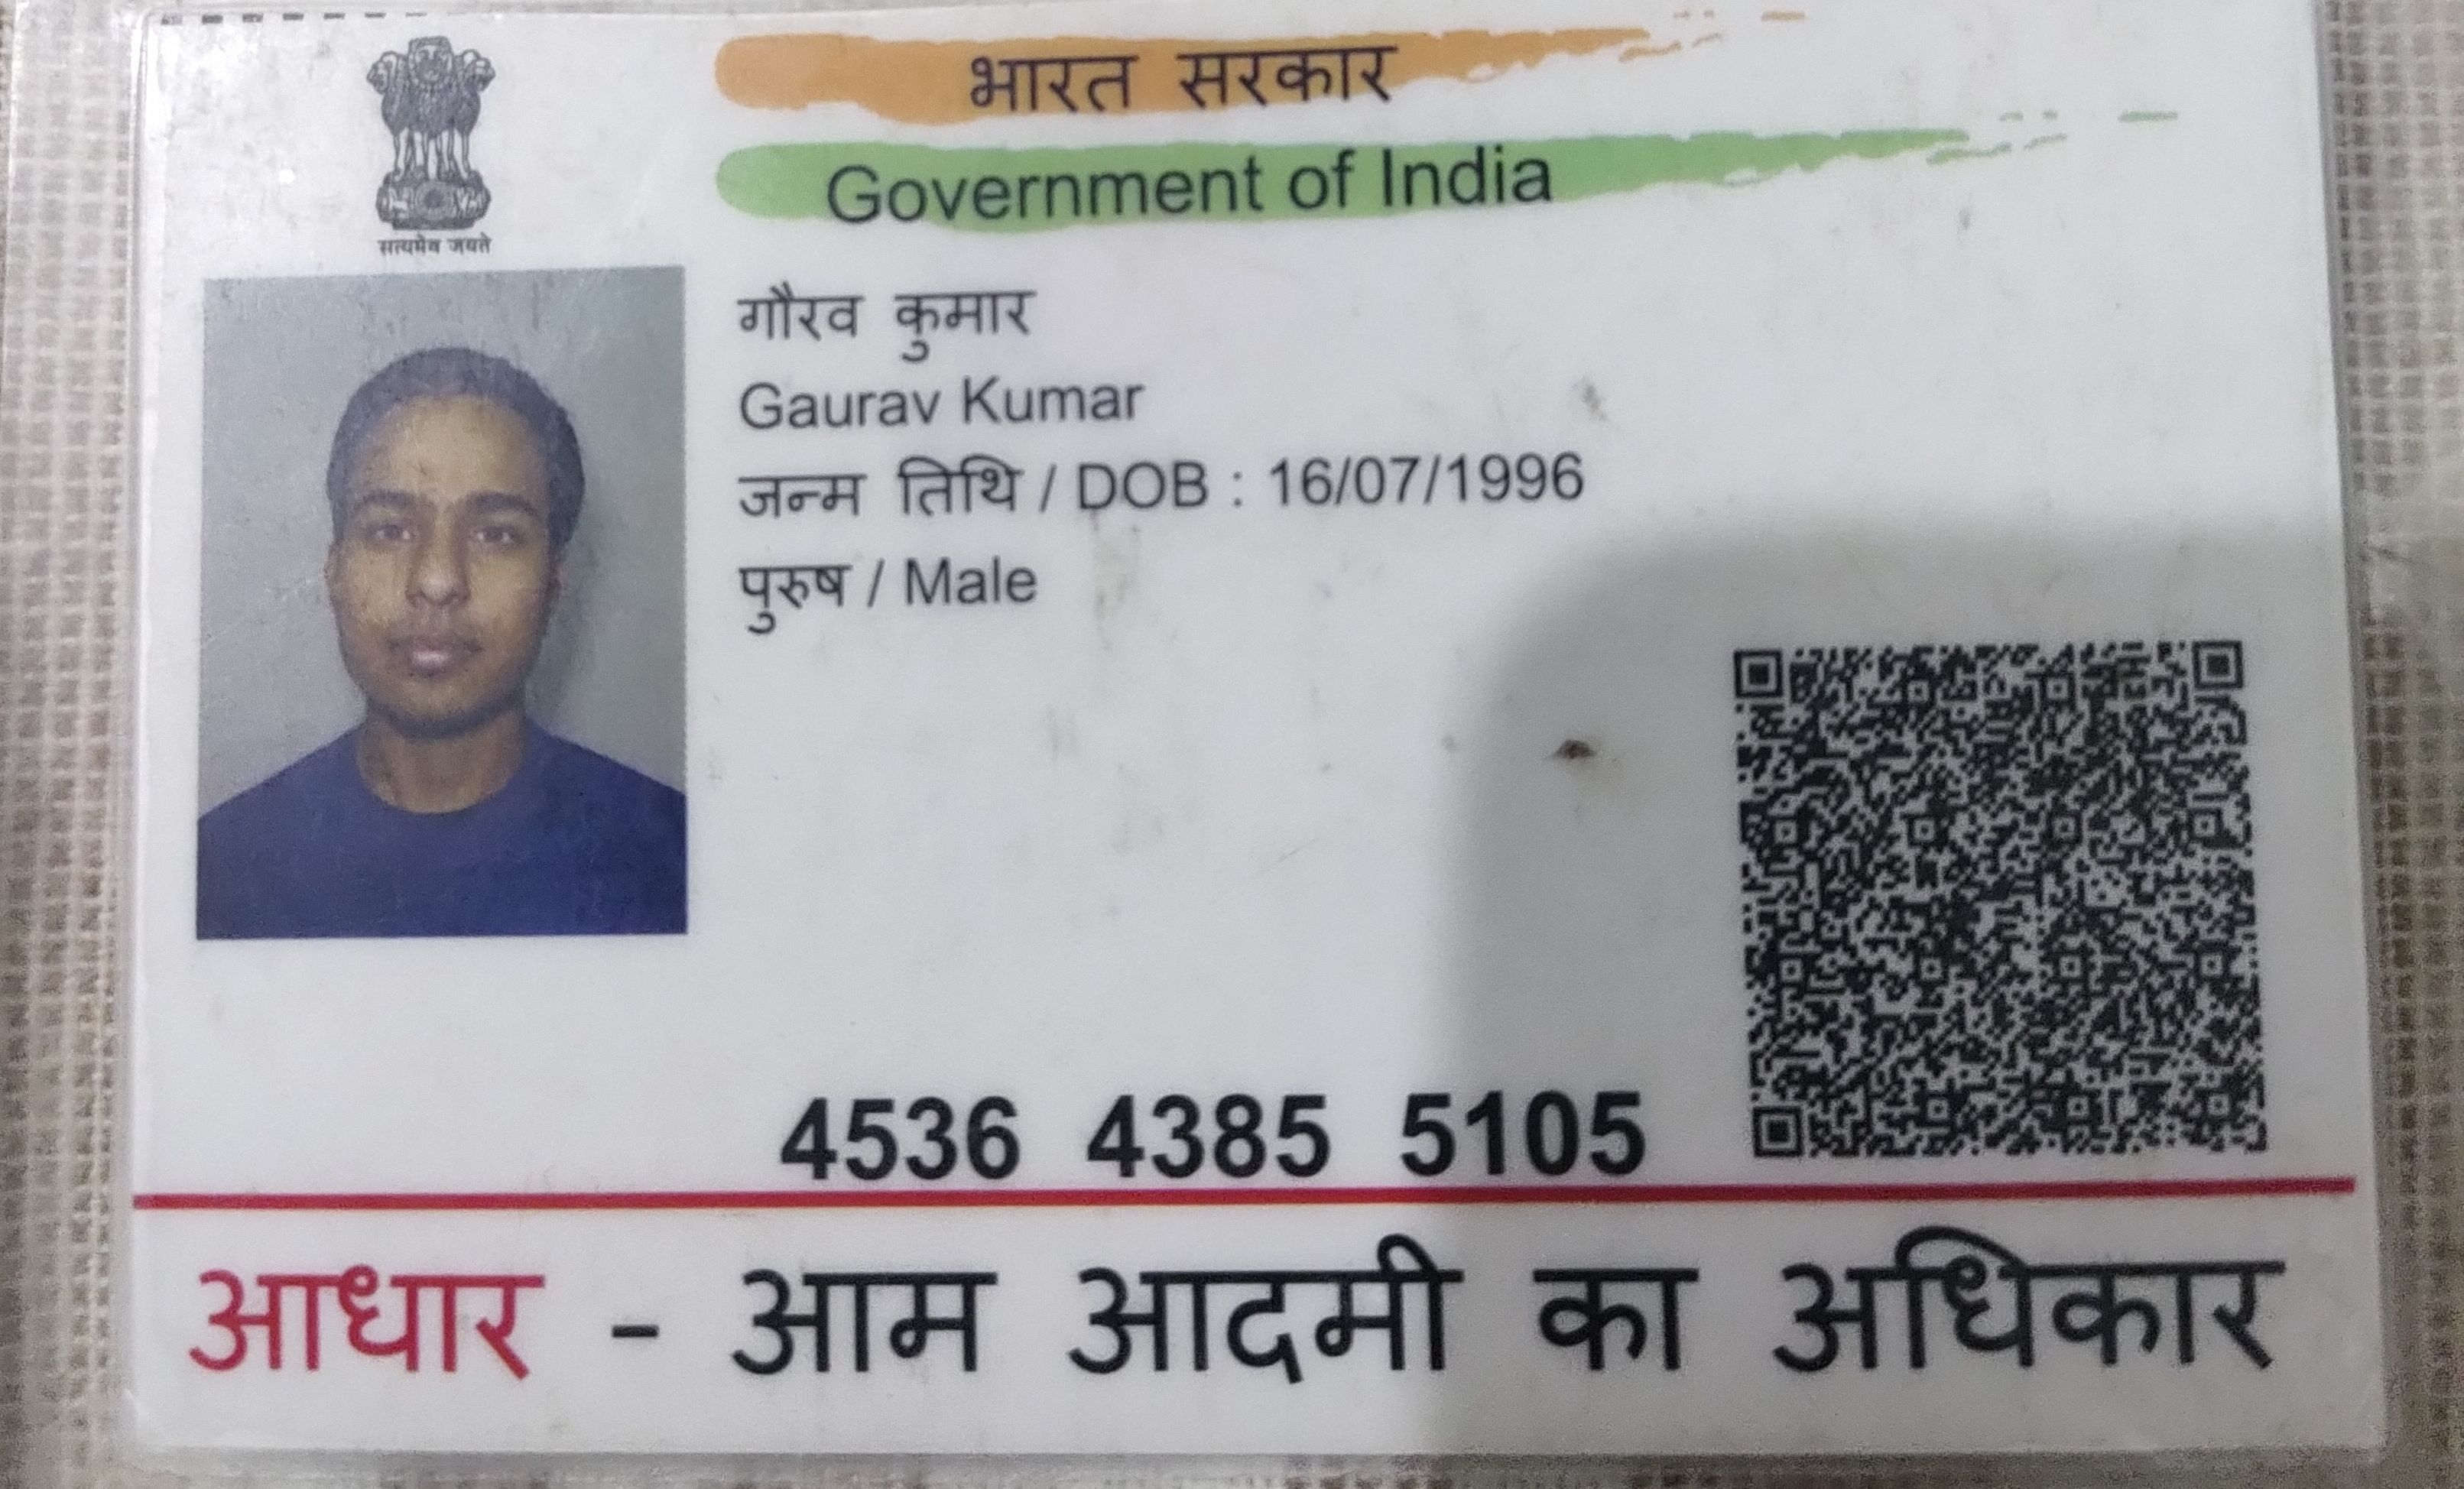 सत्यमेव जयते
भारत सरकार
Government of India
गौरव कुमार
Gaurav Kumar
जन्म तिथि / DOB : 16/07/1996
पुरुष / Male
4536 4385 5105
आधार - आम आदमी का अधिकार